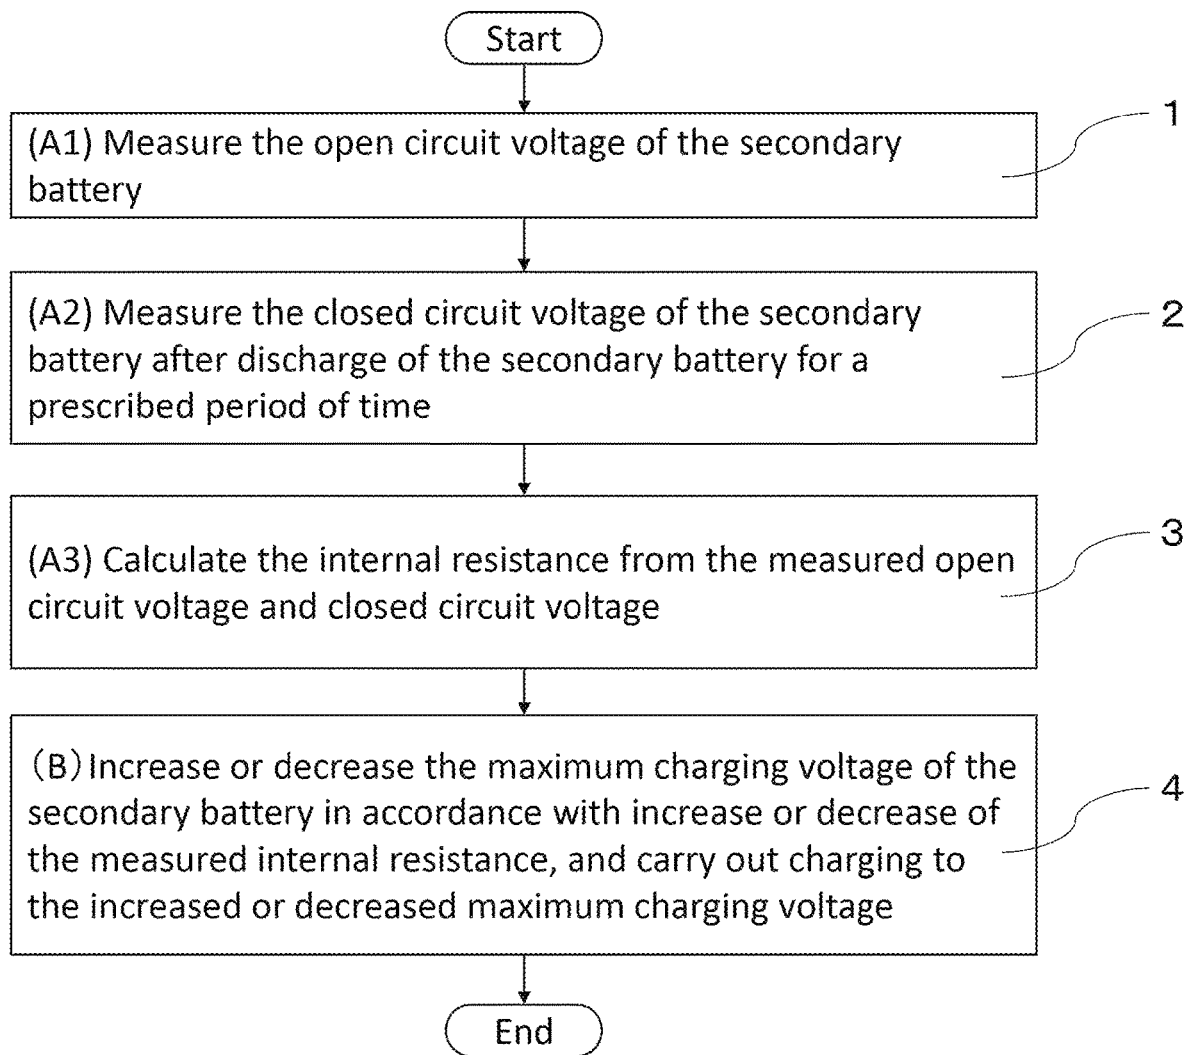 Start
(A1) Measure the open circuit voltage of the secondary
battery
1
(A2) Measure the closed circuit voltage of the secondary
battery after discharge of the secondary battery for a
prescribed period of time
2
(A3) Calculate the internal resistance from the measured open
circuit voltage and closed circuit voltage
3
(B)Increase or decrease the maximum charging voltage of the
secondary battery in accordance with increase or decrease of
the measured internal resistance, and carry out charging to
the increased or decreased maximum charging voltage
4
End